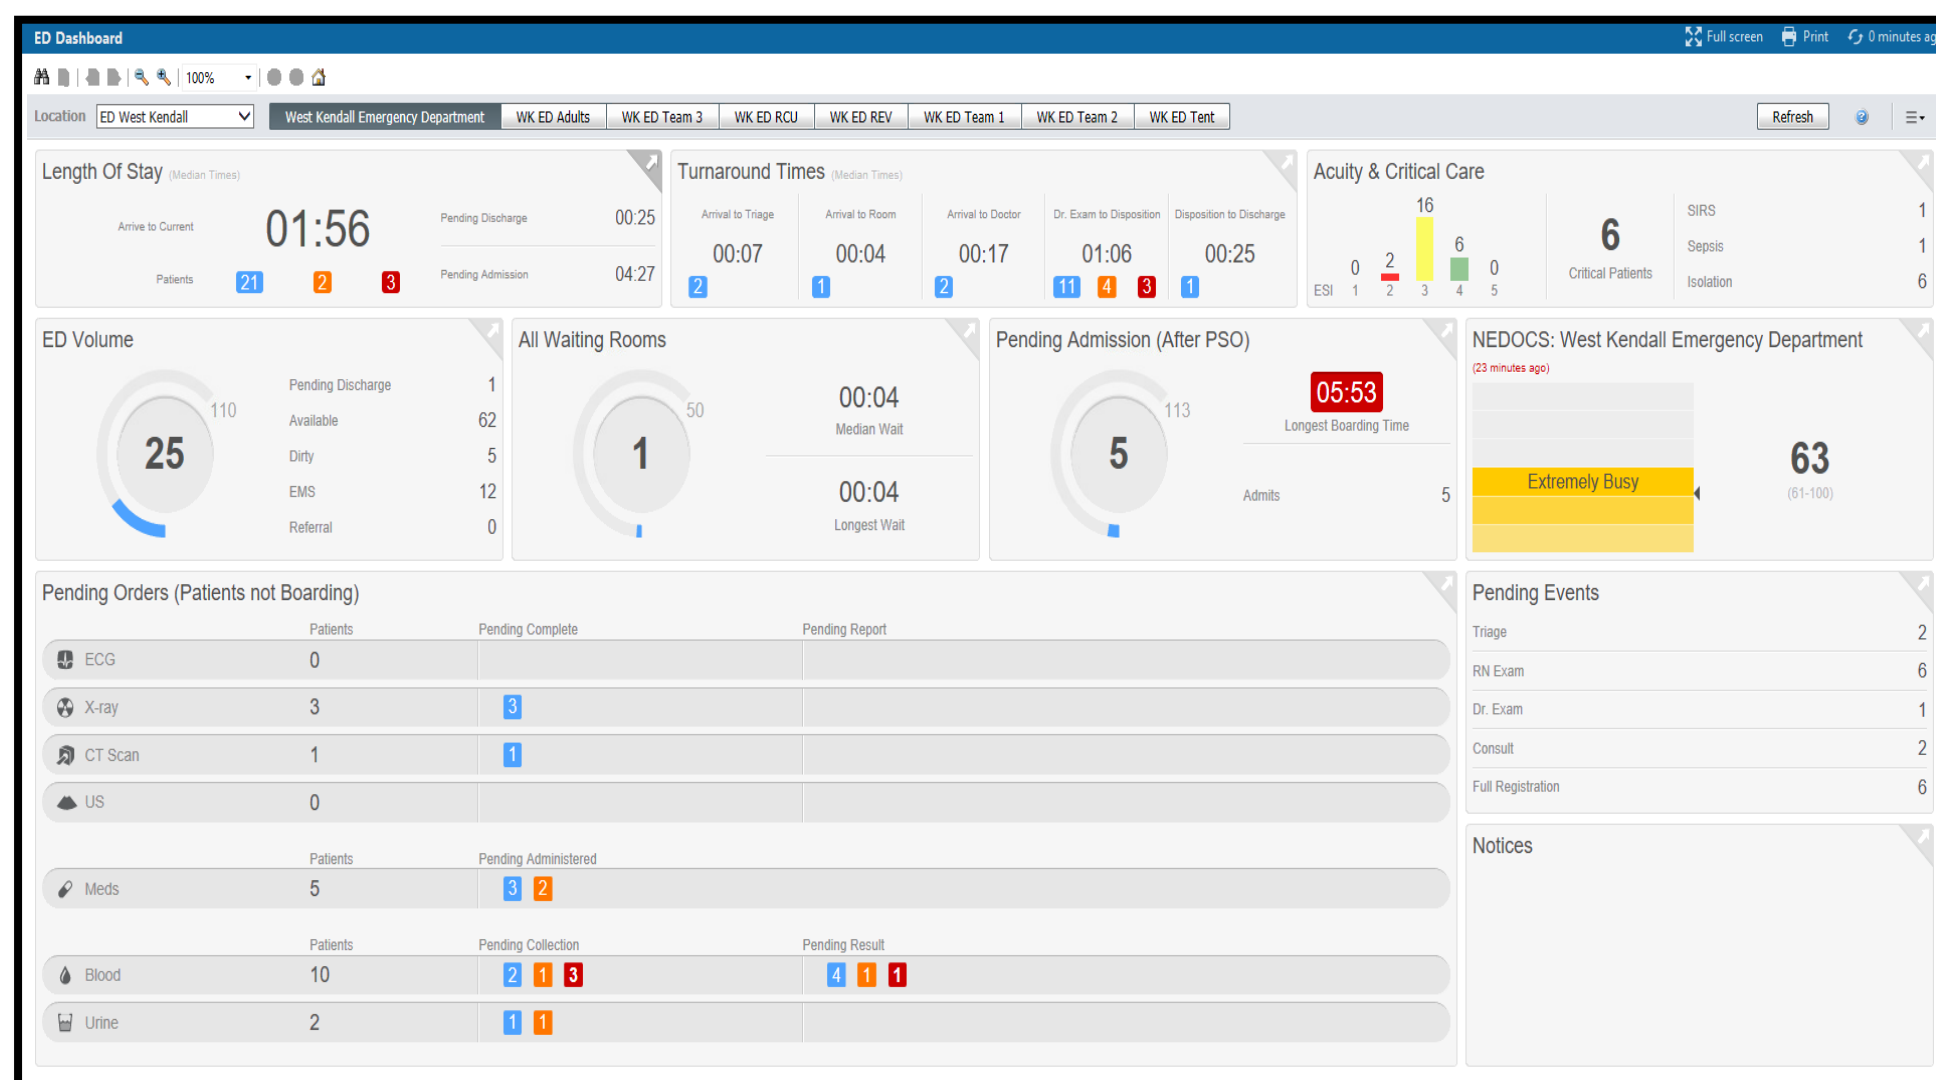 ED Dashboard
Full screen Print 0 minutes ag
100%
Location ED West Kendall West Kendall Emergency Department WK ED Adults WK ED Team 3 WK ED RCU WK ED REV WK ED Team 1 WK ED Team 2 WK ED Tent Refresh
Length Of Stay (Median Times)
Arrive to Current 01:56
Patients 21 2 3
Pending Discharge 00:25
Pending Admission 04:27
Turnaround Times (Median Times)
Arrival to Triage Arrival to Room Arrival to Doctor Dr. Exam to Disposition Disposition to Discharge
00:07 00:04 00:17 01:06 00:25
2 1 2 11 4 3 1
Acuity & Critical Care
0 2 16 6 0
ESI 1 2 3 4 5
6
Critical Patients
SIRS 1
Sepsis 1
Isolation 6
ED Volume
110
25
Pending Discharge 1
Available 62
Dirty 5
EMS 12
Referral 0
All Waiting Rooms
50
1
00:04
Median Wait
00:04
Longest Wait
Pending Admission (After PSO)
113
5
05:53
Longest Boarding Time
Admits 5
NEDOCS: West Kendall Emergency Department
(23 minutes ago)
Extremely Busy
63
(61-100)
Pending Orders (Patients not Boarding)
Patients Pending Complete Pending Report
ECG 0
X-ray 3 3
CT Scan 1 1
US 0
Patients Pending Administered
Meds 5 3 2
Patients Pending Collection Pending Result
Blood 10 2 1 3 4 1 1
Urine 2 1 1
Pending Events
Triage 2
RN Exam 6
Dr. Exam 1
Consult 2
Full Registration 6
Notices